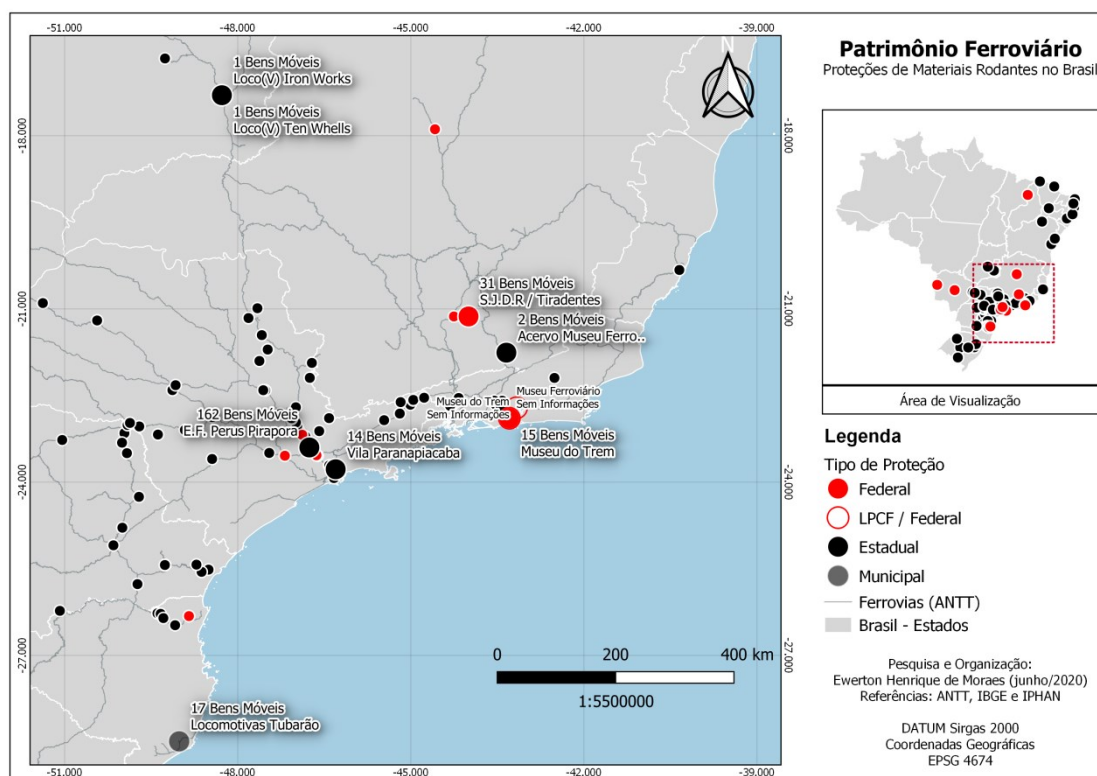 -51.000
-48.000
-45.000
-42.000
-39.000
1 Bens Móveis
Loco(V) Iron Works
1 Bens Móveis
Loco(V) Ten Whells
N
-18.000
-18.000
31 Bens Móveis
S.J.D.R / Tiradentes
-21.000
-21.000
2 Bens Móveis
Acervo Museu Ferro..
Museu Ferroviário
Sem Informações
Museu do Trem
Sem Informações
162 Bens Móveis
E.F. Perus Pirapora
14 Bens Móveis
Vila Paranapiacaba
15 Bens Móveis
Museu do Trem
-24.000
-24.000
-27.000
-27.000
0
200
400 km
1:5500000
17 Bens Móveis
Locomotivas Tubarão
-51.000
-48.000
-45.000
-42.000
-39.000
Patrimônio Ferroviário
Proteções de Materiais Rodantes no Brasil
Área de Visualização
Legenda
Tipo de Proteção
Federal
LPCF / Federal
Estadual
Municipal
Ferrovias (ANTT)
Brasil - Estados
Pesquisa e Organização:
Ewerton Henrique de Moraes (junho/2020)
Referências: ANTT, IBGE e IPHAN
DATUM Sirgas 2000
Coordenadas Geográficas
EPSG 4674